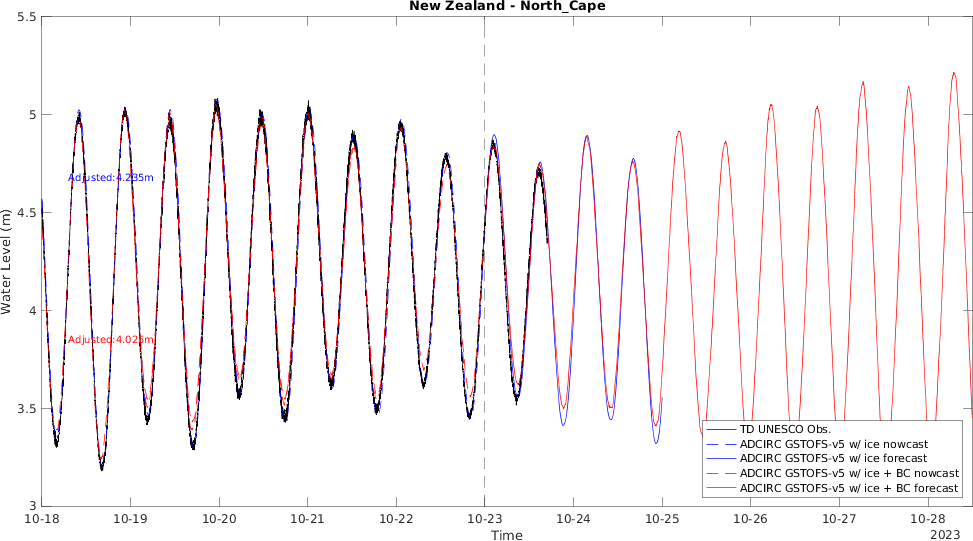 New Zealand - North_Cape
Water Level (m)
5.5
5
4.5
4
3.5
3
Adjusted:4.235m
Adjusted:4.025m
TD UNESCO Obs.
ADCIRC GSTOFS-v5 w/ ice nowcast
ADCIRC GSTOFS-v5 w/ ice forecast
ADCIRC GSTOFS-v5 w/ ice + BC nowcast
ADCIRC GSTOFS-v5 w/ ice + BC forecast
10-18 10-19 10-20 10-21 10-22 10-23 10-24 10-25 10-26 10-27 10-28
2023
Time